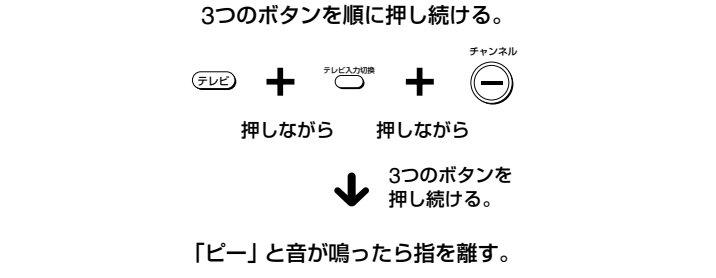 3つのボタンを順に押し続ける。
チャンネル
テレビ + テレビ入力切換 + −
押しながら 押しながら
3つのボタンを
押し続ける。
「ピー」と音が鳴ったら指を離す。